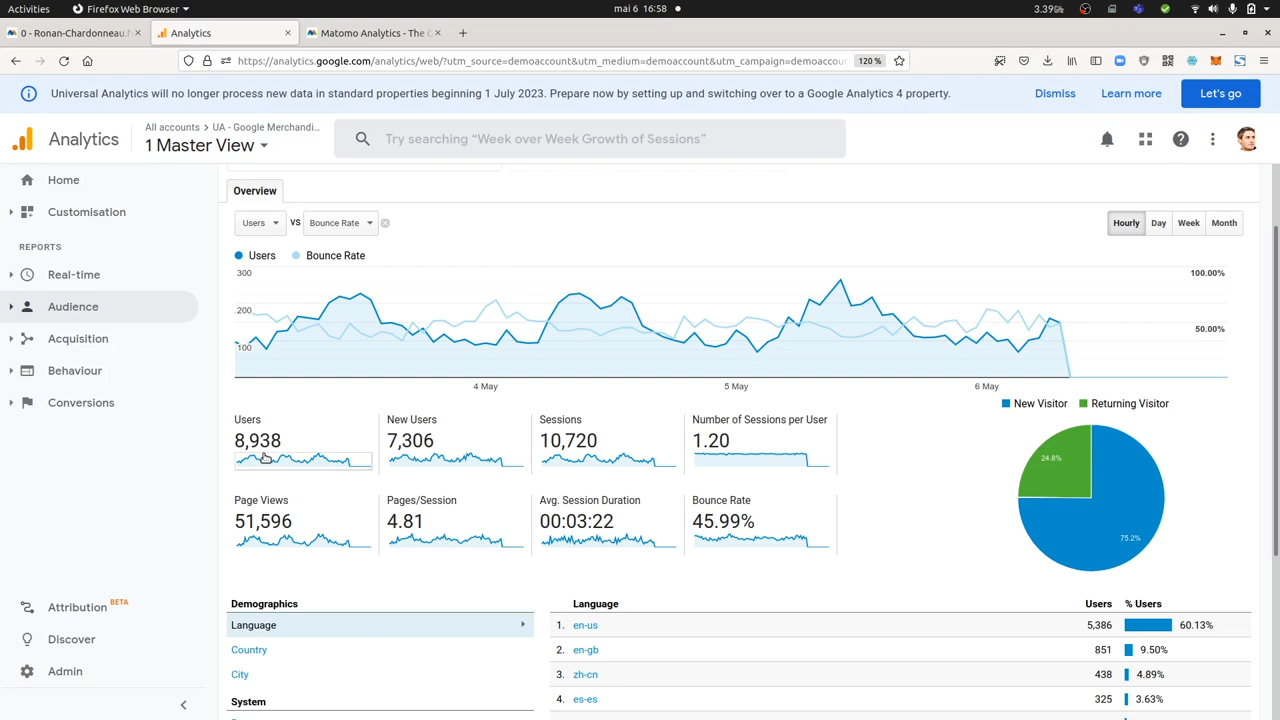 Activities Firefox Web Browser mai 6 16:58 3.39%
0 - Ronan-Chardonneau. Analytics Matomo Analytics - The
https://analytics.google.com/analytics/web/?utm_source=demoaccount&utm_medium=demoaccount&utm_campaign=demoaccou 120 %
Universal Analytics will no longer process new data in standard properties beginning 1 July 2023. Prepare now by setting up and switching over to a Google Analytics 4 property. Dismiss Learn more Let's go
Analytics
All accounts > UA - Google Merchandi...
1 Master View
Try searching “Week over Week Growth of Sessions”
Home
Customisation
REPORTS
Real-time
Audience
Acquisition
Behaviour
Conversions
Attribution BETA
Discover
Admin
Overview
Users VS Bounce Rate
Hourly Day Week Month
Users Bounce Rate
300 100.00%
200 50.00%
100
4 May 5 May 6 May
Users New Users Sessions Number of Sessions per User
8,938 7,306 10,720 1.20
Page Views Pages/Session Avg. Session Duration Bounce Rate
51,596 4.81 00:03:22 45.99%
New Visitor Returning Visitor
24.8%
75.2%
Demographics
Language
Country
City
System
Language Users % Users
1. en-us 5,386 60.13%
2. en-gb 851 9.50%
3. zh-cn 438 4.89%
4. es-es 325 3.63%